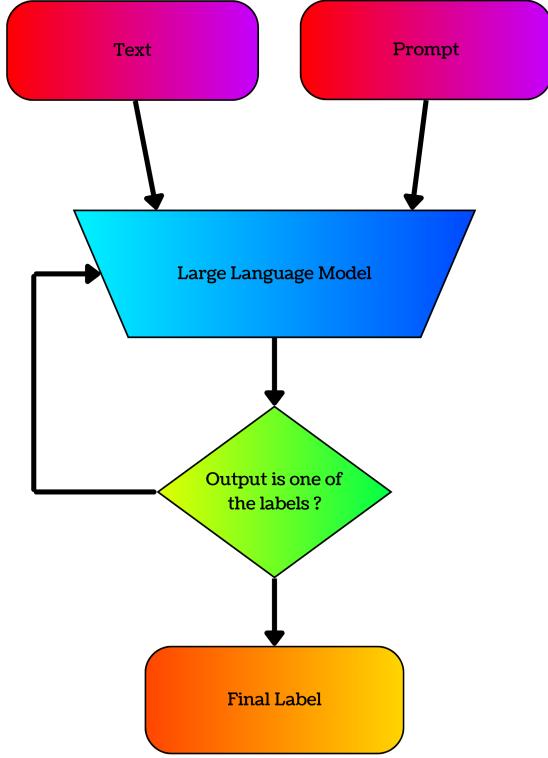 Text
Prompt
Large Language Model
Output is one of
the labels ?
Final Label